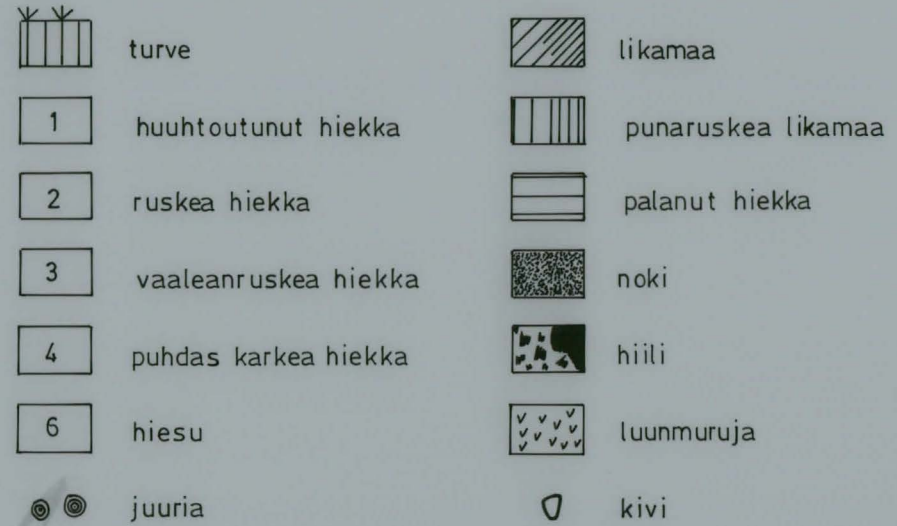 turve
1 huuhtoutunut hiekka
2 ruskea hiekka
3 vaaleanruskea hiekka
4 puhdas karkea hiekka
6 hiesu
juuria
likamaa
punaruskea likamaa
palanut hiekka
noki
hiili
luunmuruja
kivi